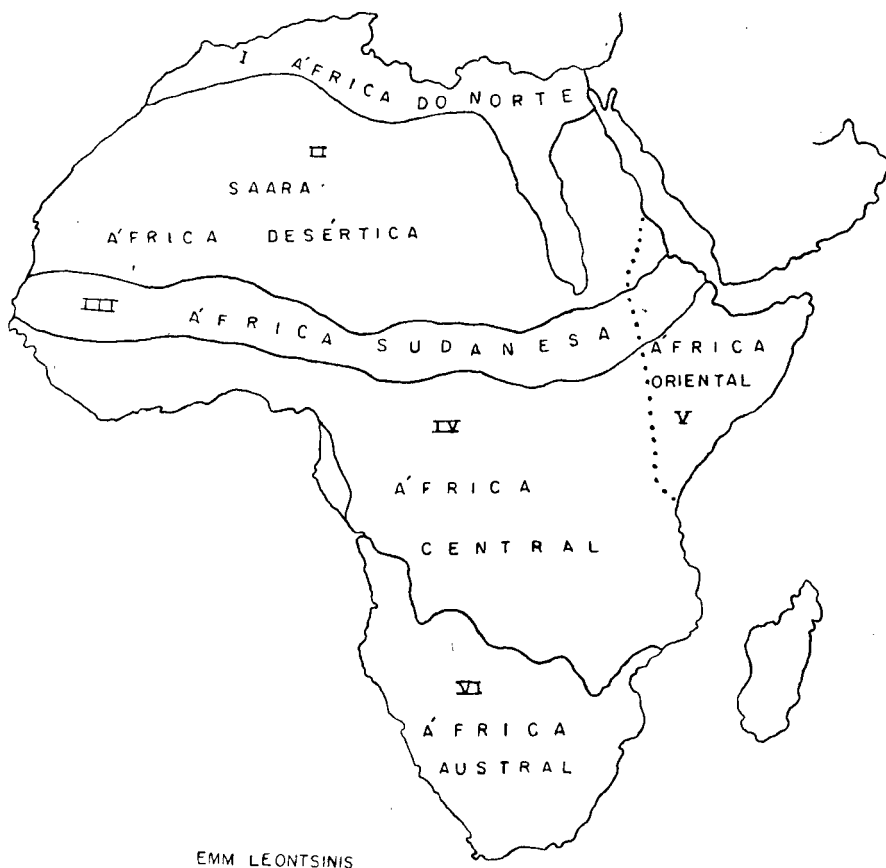 I ÁFRICA DO NORTE
II
SAARA
ÁFRICA DESÉRTICA
III ÁFRICA SUDANESA
ÁFRICA
ORIENTAL
V
IV
ÁFRICA
CENTRAL
VI
ÁFRICA
AUSTRAL
EMM LEONTSINIS